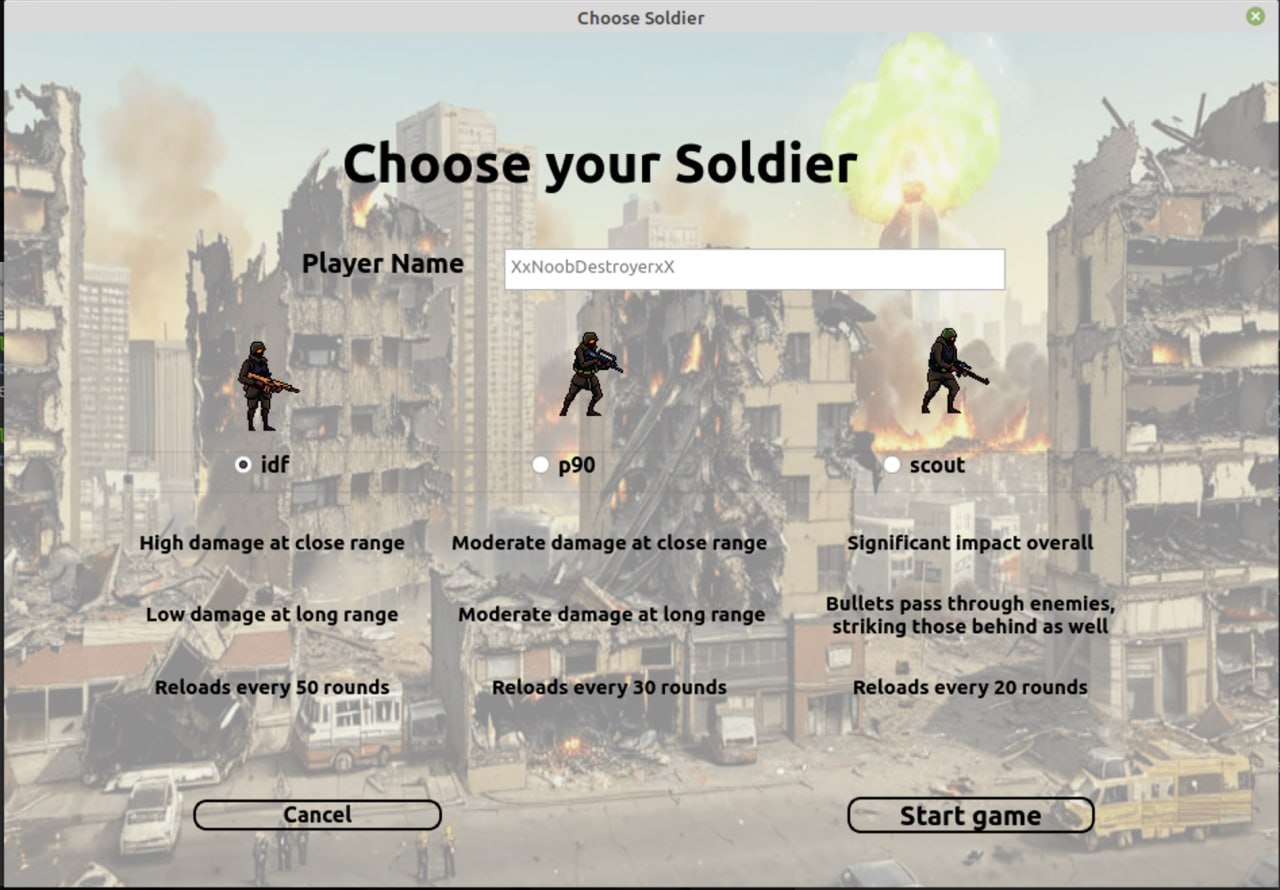 Choose Soldier
Choose your Soldier
Player Name
XxNoobDestroyerxX
idf
p90
scout
High damage at close range
Moderate damage at close range
Significant impact overall
Low damage at long range
Moderate damage at long range
Bullets pass through enemies,
striking those behind as well
Reloads every 50 rounds
Reloads every 30 rounds
Reloads every 20 rounds
Cancel
Start game